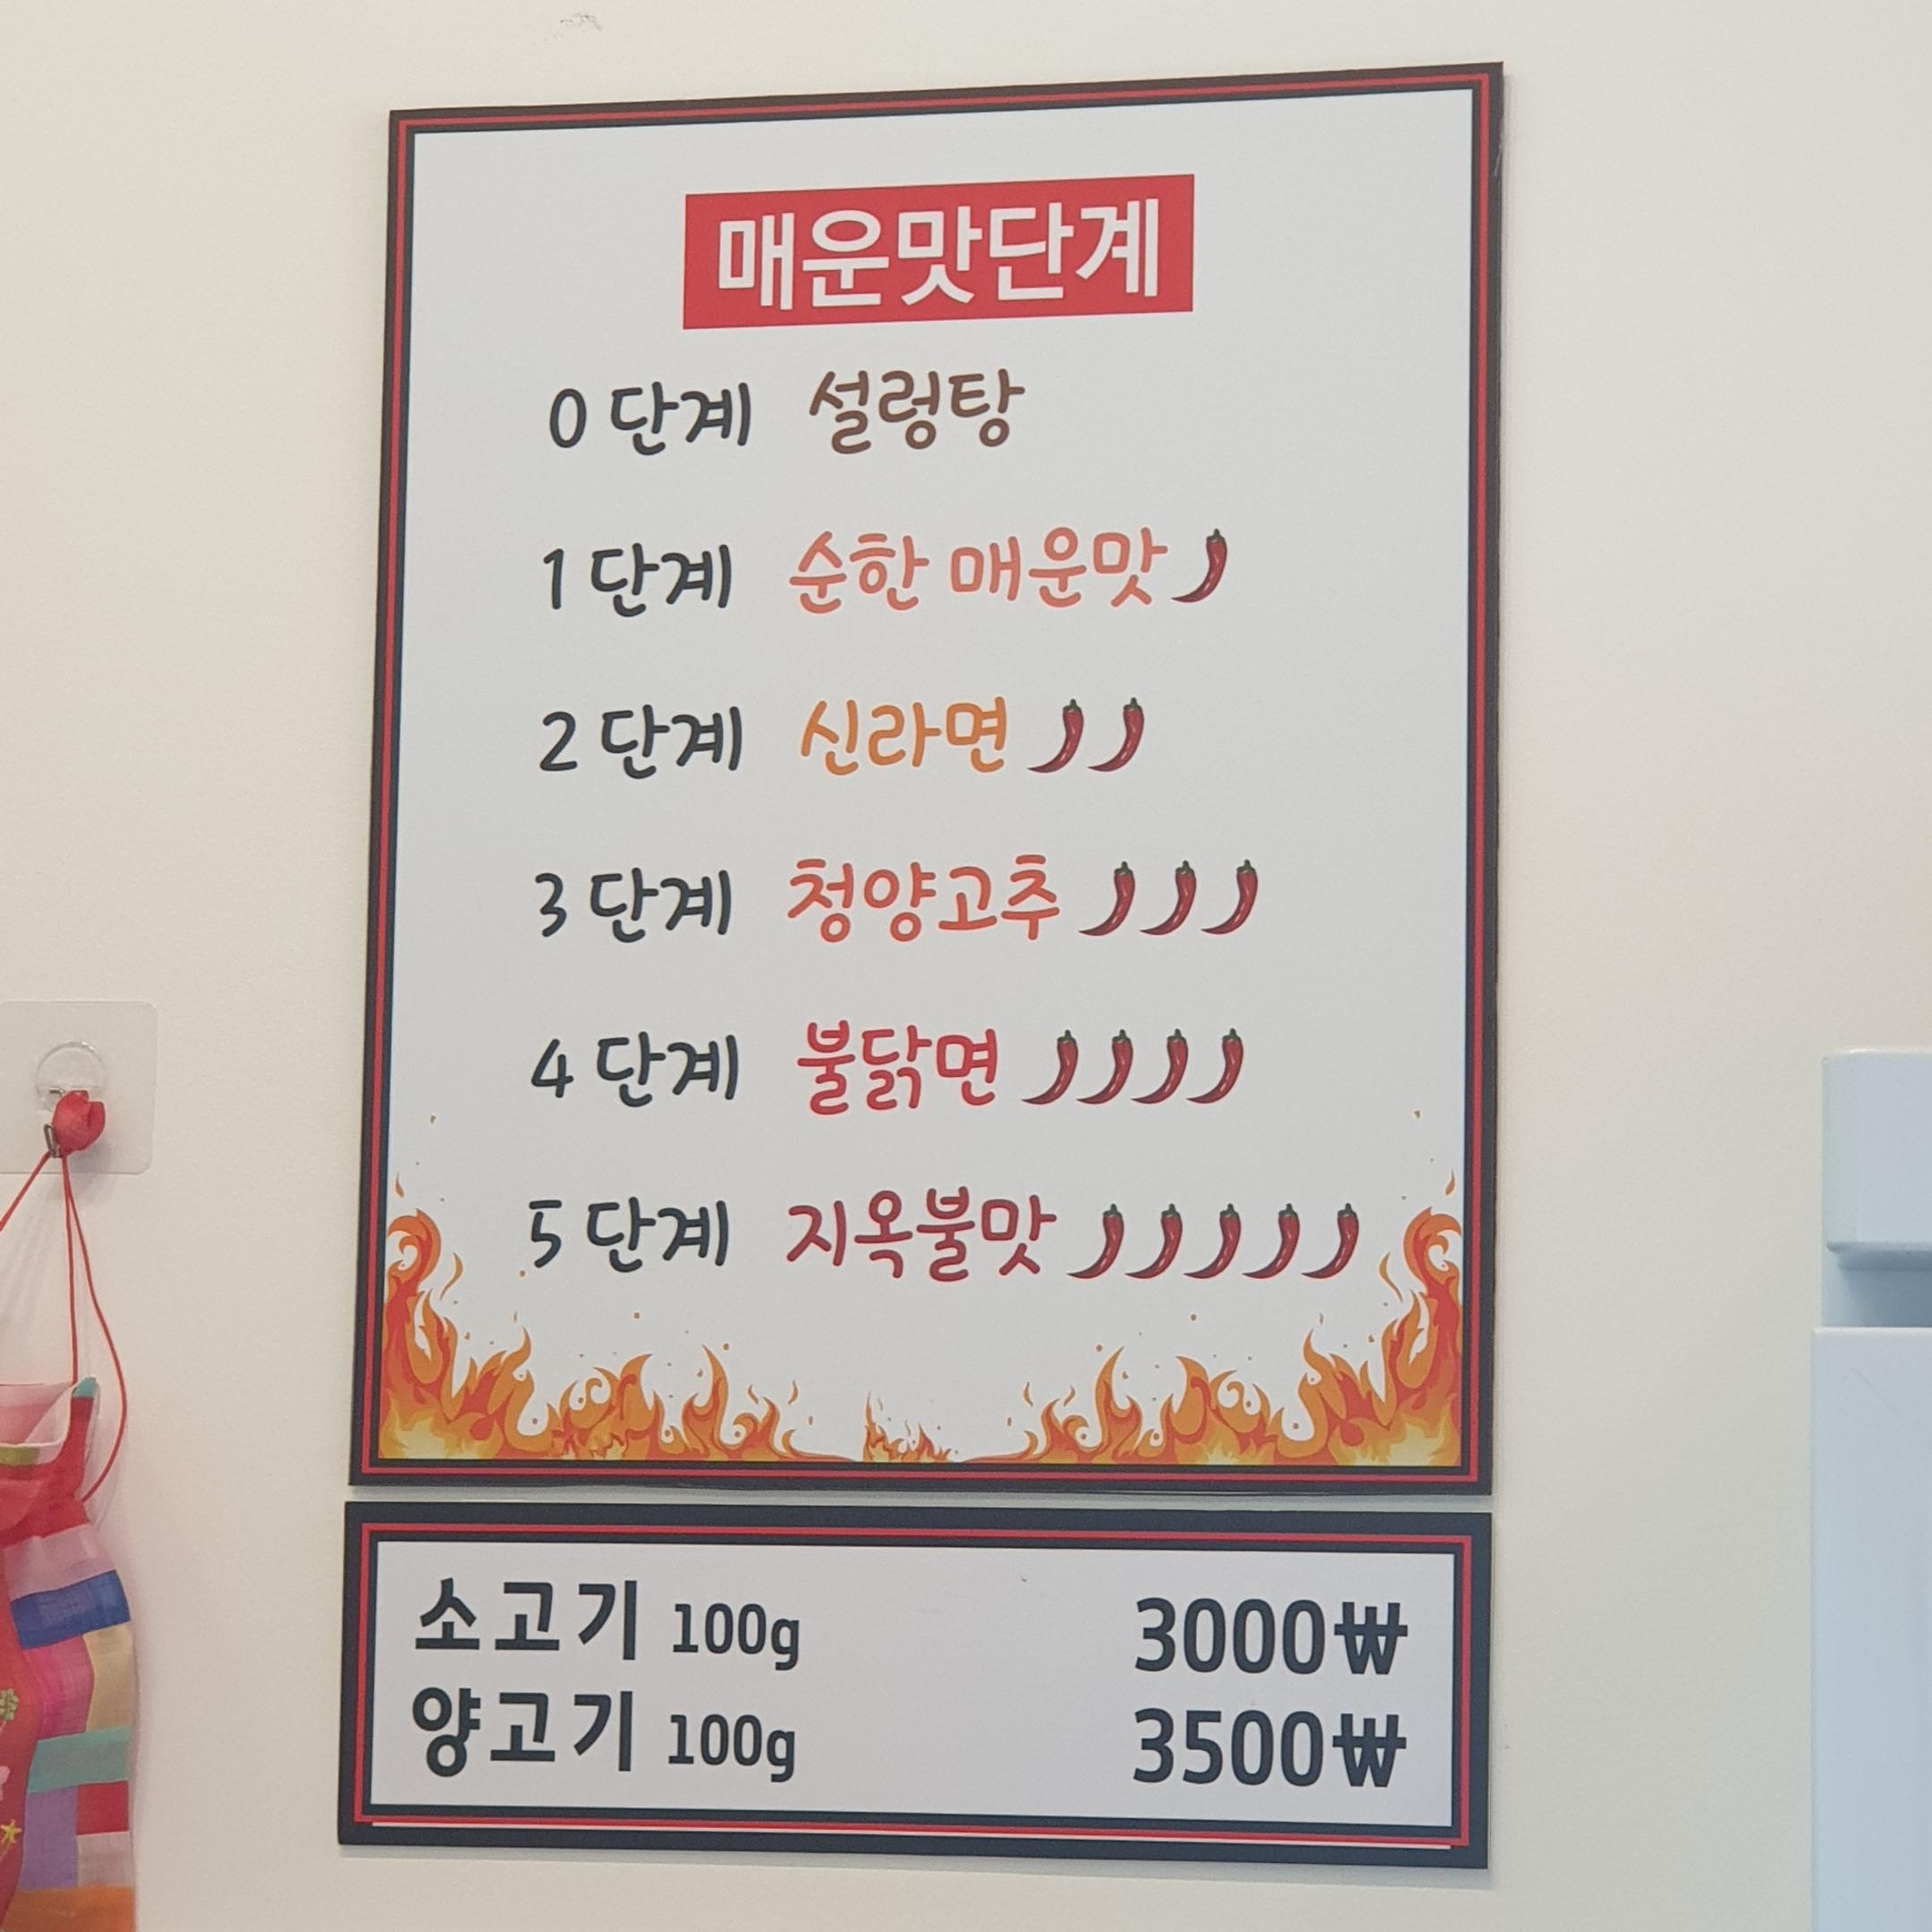 매운맛단계
0 단계 설렁탕
1 단계 순한 매운맛
2 단계 신라면
3 단계 청양고추
4 단계 불닭면
5 단계 지옥불맛
소고기 100g 3000₩
양고기 100g 3500₩